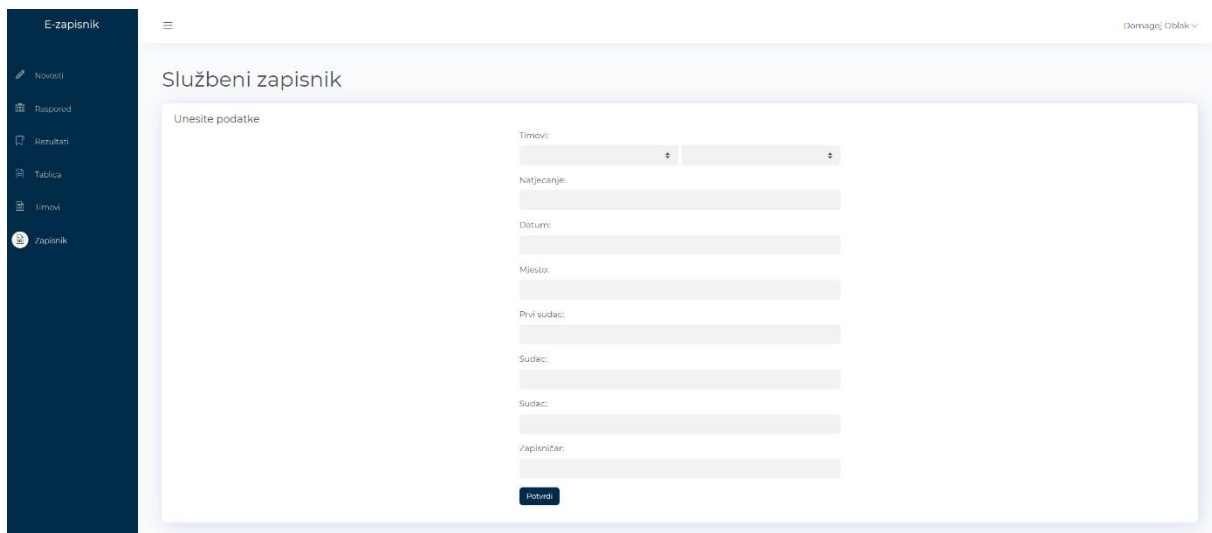 E-zapisnik
Domagoj Oblak
Novosti
Raspored
Rezultati
Tablica
Timovi
Zapisnik
Službeni zapisnik
Unesite podatke
Timovi:
Natjecanje:
Datum:
Mjesto:
Prvi sudac:
Sudac:
Sudac:
Zapisničar:
Potvrdi